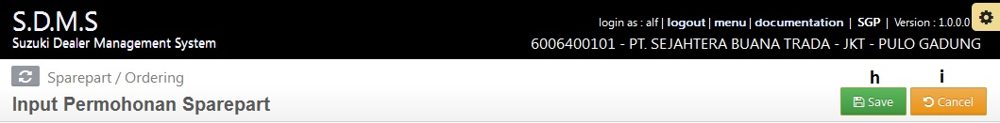 S.D.M.S
Suzuki Dealer Management System
login as : alf | logout | menu | documentation | SGP | Version : 1.0.0.0
6006400101 - PT. SEJAHTERA BUANA TRADA - JKT - PULO GADUNG
Sparepart / Ordering
Input Permohonan Sparepart
h i
Save Cancel